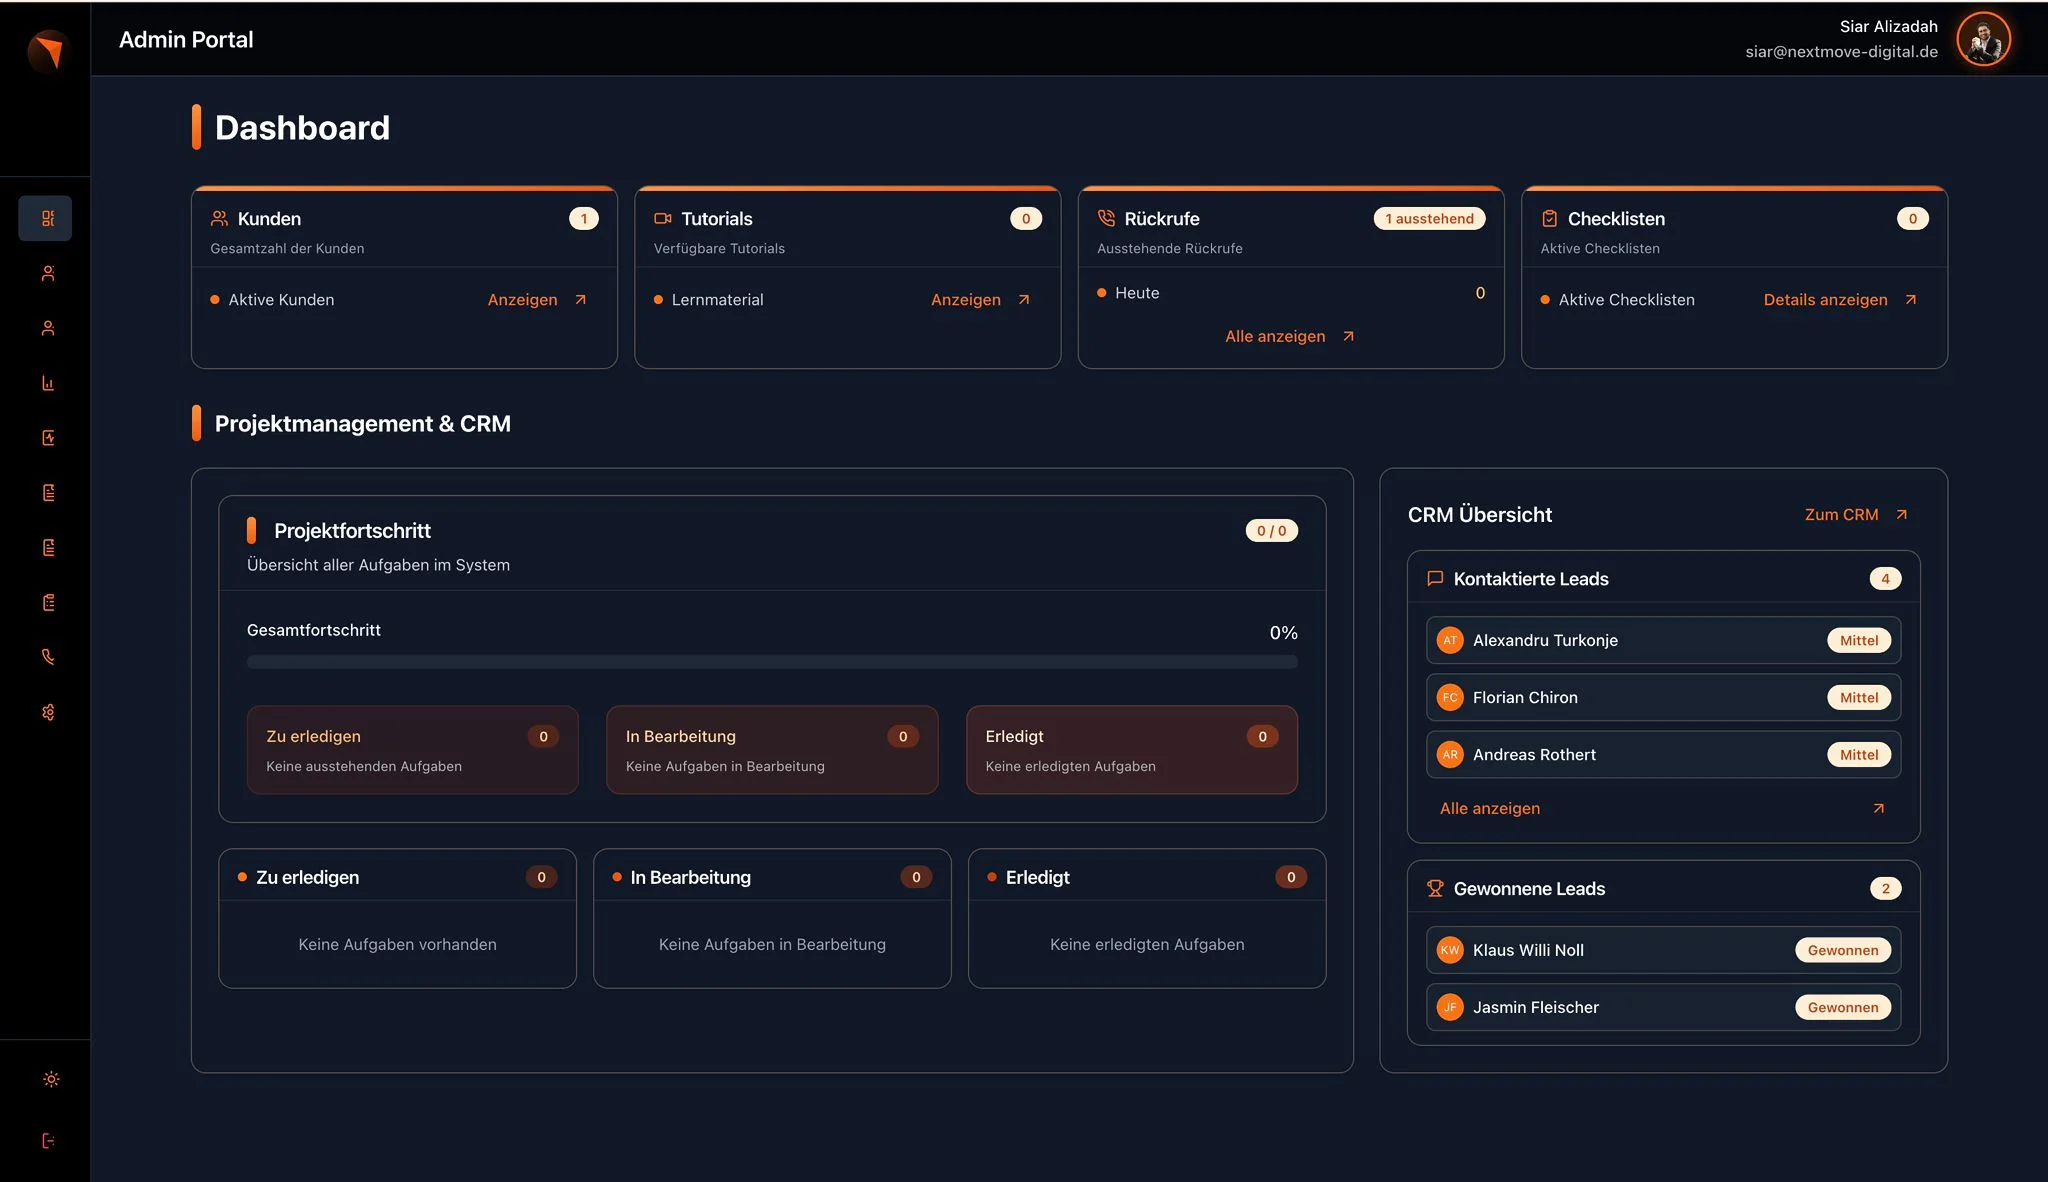 Admin Portal
Siar Alizadah
siar@nextmove-digital.de
Dashboard
Kunden 1
Gesamtzahl der Kunden
Aktive Kunden Anzeigen
Tutorials 0
Verfügbare Tutorials
Lernmaterial Anzeigen
Rückrufe 1 ausstehend
Ausstehende Rückrufe
Heute 0
Alle anzeigen
Checklisten 0
Aktive Checklisten
Aktive Checklisten Details anzeigen
Projektmanagement & CRM
Projektfortschritt 0 / 0
Übersicht aller Aufgaben im System
Gesamtfortschritt 0%
Zu erledigen 0
Keine ausstehenden Aufgaben
In Bearbeitung 0
Keine Aufgaben in Bearbeitung
Erledigt 0
Keine erledigten Aufgaben
Zu erledigen 0
Keine Aufgaben vorhanden
In Bearbeitung 0
Keine Aufgaben in Bearbeitung
Erledigt 0
Keine erledigten Aufgaben
CRM Übersicht Zum CRM
Kontaktierte Leads 4
AT Alexandru Turkonje Mittel
FC Florian Chiron Mittel
AR Andreas Rothert Mittel
Alle anzeigen
Gewonnene Leads 2
KW Klaus Willi Noll Gewonnen
JF Jasmin Fleischer Gewonnen